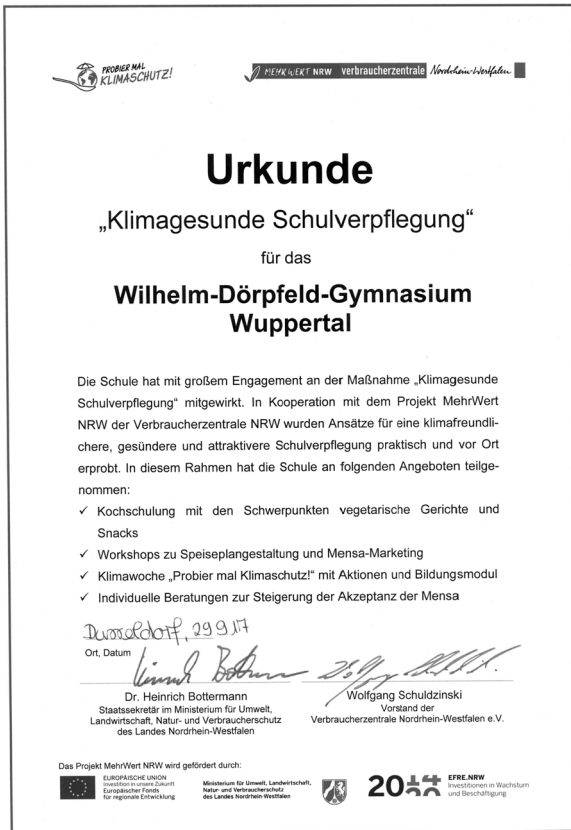 PROBIER MAL
KLIMASCHUTZ!
MEHRWERT NRW verbraucherzentrale Nordrhein-Westfalen
Urkunde
„Klimagesunde Schulverpflegung“
für das
Wilhelm-Dörpfeld-Gymnasium
Wuppertal
Die Schule hat mit großem Engagement an der Maßnahme „Klimagesunde
Schulverpflegung“ mitgewirkt. In Kooperation mit dem Projekt MehrWert
NRW der Verbraucherzentrale NRW wurden Ansätze für eine klimafreundli-
chere, gesündere und attraktivere Schulverpflegung praktisch und vor Ort
erprobt. In diesem Rahmen hat die Schule an folgenden Angeboten teilge-
nommen:
✓ Kochschulung mit den Schwerpunkten vegetarische Gerichte und
Snacks
✓ Workshops zu Speiseplangestaltung und Mensa-Marketing
✓ Klimawoche „Probier mal Klimaschutz!“ mit Aktionen und Bildungsmodul
✓ Individuelle Beratungen zur Steigerung der Akzeptanz der Mensa
Düsseldorf, 29.9.17
Ort, Datum
Dr. Heinrich Bottermann
Staatssekretär im Ministerium für Umwelt,
Landwirtschaft, Natur- und Verbraucherschutz
des Landes Nordrhein-Westfalen
Wolfgang Schuldzinski
Vorstand der
Verbraucherzentrale Nordrhein-Westfalen e.V.
Das Projekt MehrWert NRW wird gefördert durch:
EUROPÄISCHE UNION
Investition in unsere Zukunft
Europäischer Fonds
für regionale Entwicklung
Ministerium für Umwelt, Landwirtschaft,
Natur- und Verbraucherschutz
des Landes Nordrhein-Westfalen
EFRE.NRW
Investitionen in Wachstum
und Beschäftigung